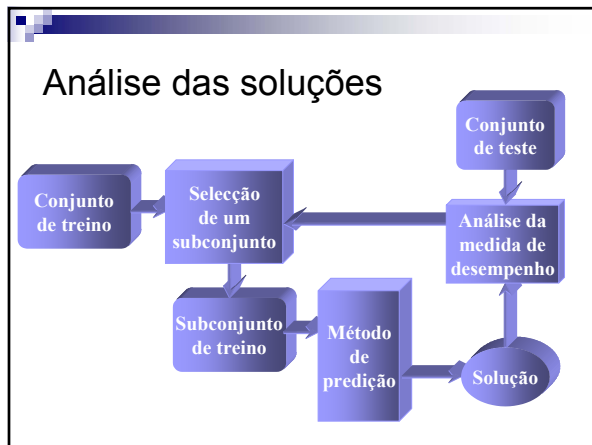 Análise das soluções
Conjunto
de teste
Conjunto
de treino
Selecção
de um
subconjunto
Análise da
medida de
desempenho
Subconjunto
de treino
Método
de
predição
Solução